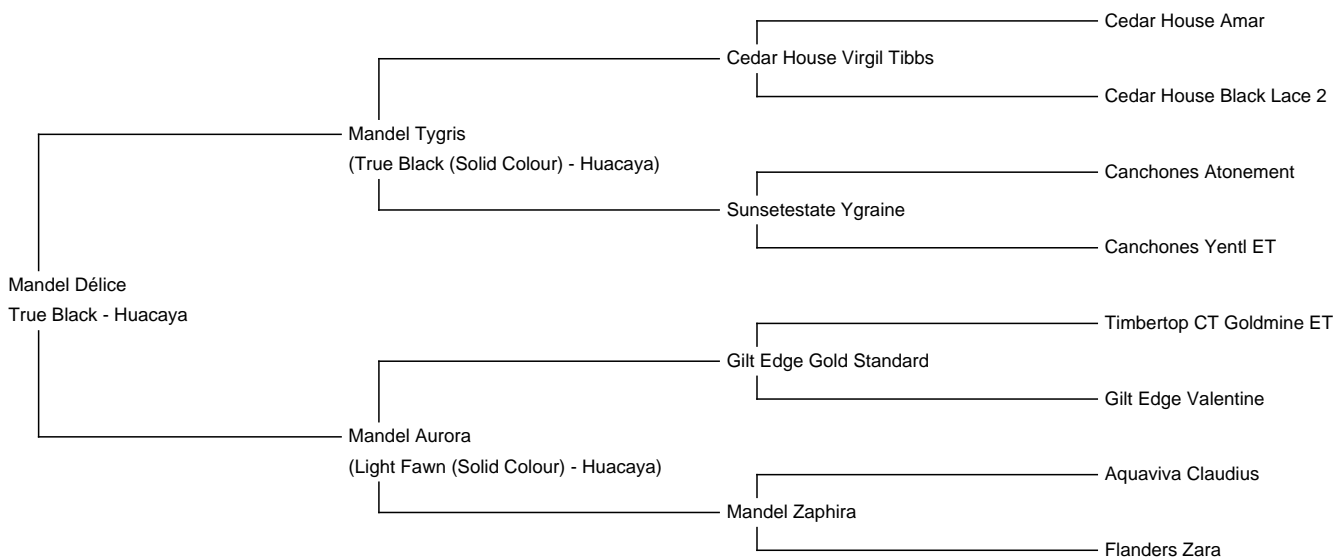 Cedar House Amar
Cedar House Virgil Tibbs
Cedar House Black Lace 2
Mandel Tygris
(True Black (Solid Colour) - Huacaya)
Canchones Atonement
Sunsetestate Ygraine
Canchones Yentl ET
Mandel Délice
True Black - Huacaya
Timbertop CT Goldmine ET
Gilt Edge Gold Standard
Gilt Edge Valentine
Mandel Aurora
(Light Fawn (Solid Colour) - Huacaya)
Aquaviva Claudius
Mandel Zaphira
Flanders Zara